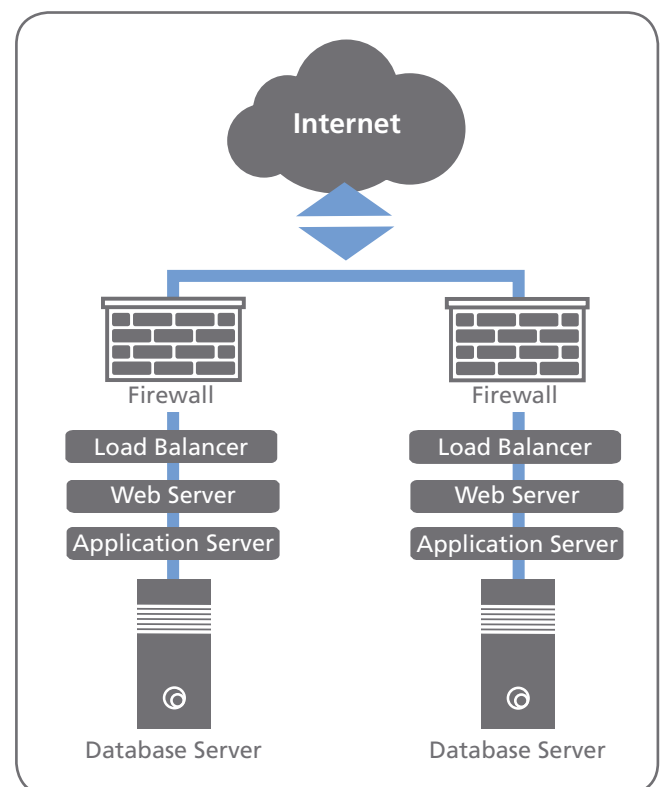 Internet
Firewall
Load Balancer
Web Server
Application Server
Database Server
Firewall
Load Balancer
Web Server
Application Server
Database Server